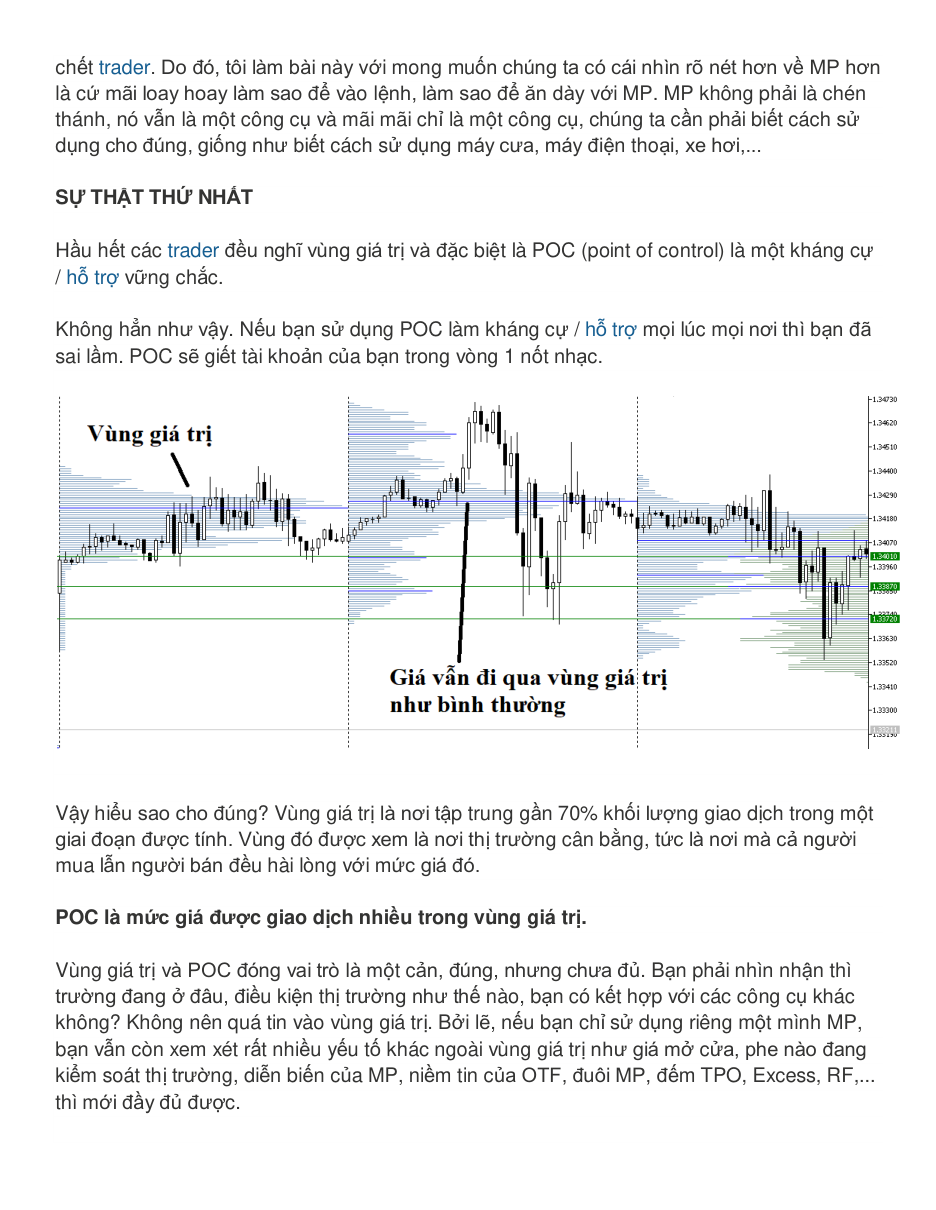 chết trader. Do đó, tôi làm bài này với mong muốn chúng ta có cái nhìn rõ nét hơn về MP hơn
là cứ mãi loay hoay làm sao để vào lệnh, làm sao để ăn dày với MP. MP không phải là chén
thánh, nó vẫn là một công cụ và mãi mãi chỉ là một công cụ, chúng ta cần phải biết cách sử
dụng cho đúng, giống như biết cách sử dụng máy cưa, máy điện thoại, xe hơi,...
SỰ THẬT THỨ NHẤT
Hầu hết các trader đều nghĩ vùng giá trị và đặc biệt là POC (point of control) là một kháng cự
/ hỗ trợ vững chắc.
Không hẳn như vậy. Nếu bạn sử dụng POC làm kháng cự / hỗ trợ mọi lúc mọi nơi thì bạn đã
sai lầm. POC sẽ giết tài khoản của bạn trong vòng 1 nốt nhạc.
Vùng giá trị
Giá vẫn đi qua vùng giá trị
như bình thường
1.34730
1.34620
1.34510
1.34400
1.34290
1.34180
1.34070
1.34010
1.33960
1.33870
1.33720
1.33630
1.33520
1.33410
1.33300
1.33190
Vậy hiểu sao cho đúng? Vùng giá trị là nơi tập trung gần 70% khối lượng giao dịch trong một
giai đoạn được tính. Vùng đó được xem là nơi thị trường cân bằng, tức là nơi mà cả người
mua lẫn người bán đều hài lòng với mức giá đó.
POC là mức giá được giao dịch nhiều trong vùng giá trị.
Vùng giá trị và POC đóng vai trò là một cản, đúng, nhưng chưa đủ. Bạn phải nhìn nhận thì
trường đang ở đâu, điều kiện thị trường như thế nào, bạn có kết hợp với các công cụ khác
không? Không nên quá tin vào vùng giá trị. Bởi lẽ, nếu bạn chỉ sử dụng riêng một mình MP,
bạn vẫn còn xem xét rất nhiều yếu tố khác ngoài vùng giá trị như giá mở cửa, phe nào đang
kiểm soát thị trường, diễn biến của MP, niềm tin của OTF, đuôi MP, đếm TPO, Excess, RF,...
thì mới đầy đủ được.